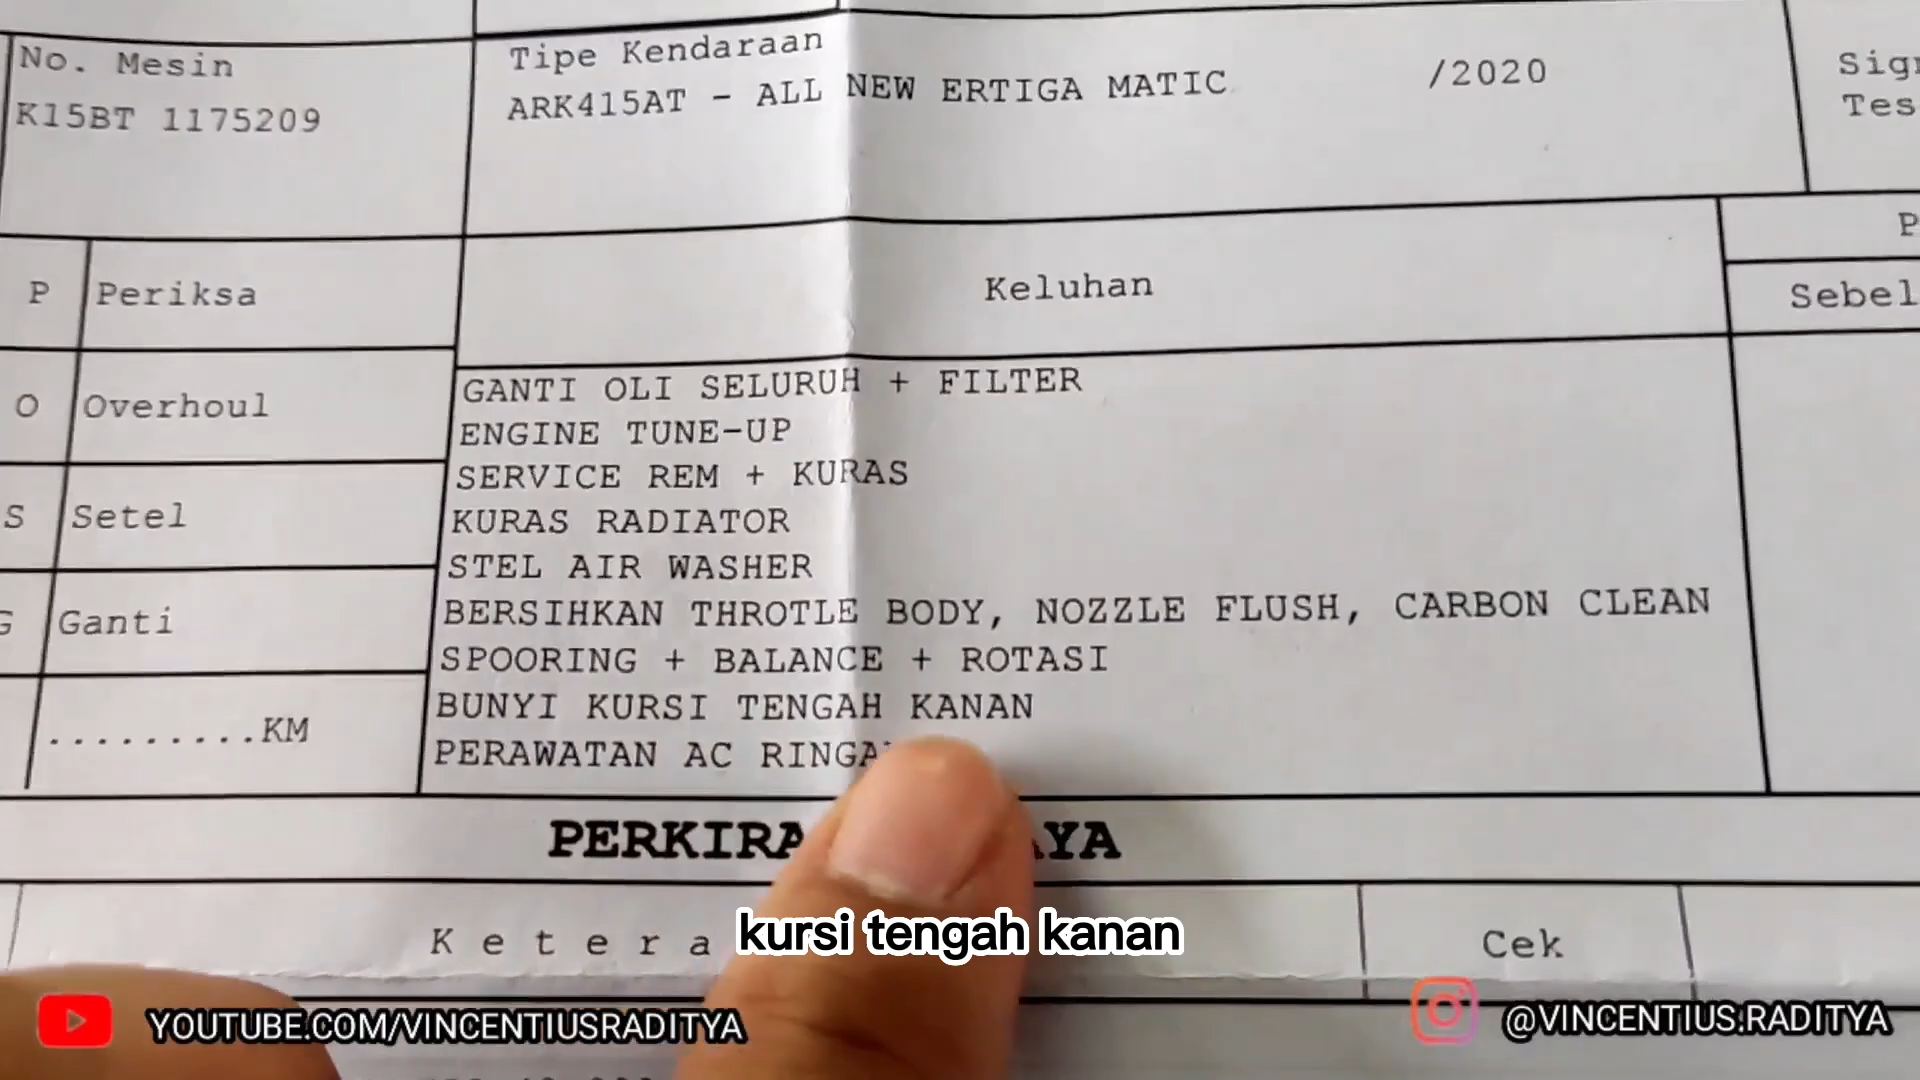 No. Mesin
K15BT 1175209
Tipe Kendaraan
ARK415AT - ALL NEW ERTIGA MATIC /2020
P Periksa
O Overhoul
S Setel
G Ganti
.........KM
Keluhan
GANTI OLI SELURUH + FILTER
ENGINE TUNE-UP
SERVICE REM + KURAS
KURAS RADIATOR
STEL AIR WASHER
BERSIHKAN THROTLE BODY, NOZZLE FLUSH, CARBON CLEAN
SPOORING + BALANCE + ROTASI
BUNYI KURSI TENGAH KANAN
PERAWATAN AC
Cek
kursi tengah kanan
YOUTUBE.COM/VINCENTIUSRADITYA
@VINCENTIUS.RADITYA